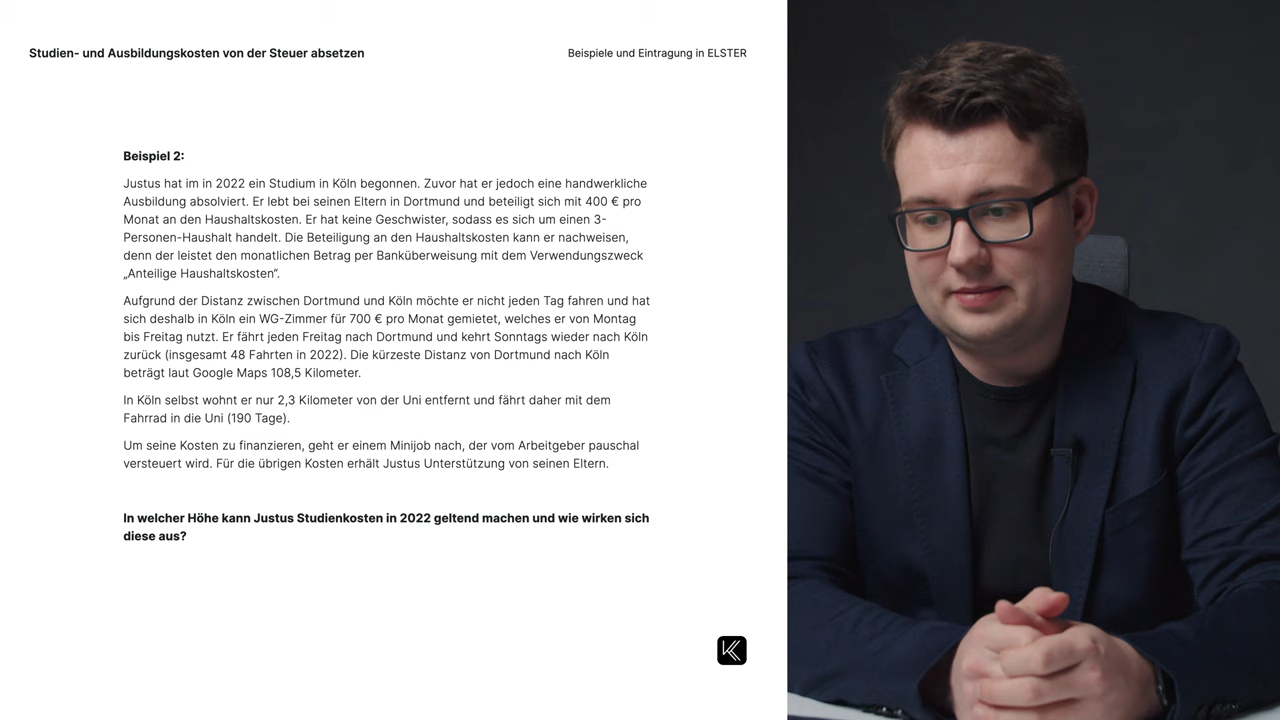 Studien- und Ausbildungskosten von der Steuer absetzen
Beispiele und Eintragung in ELSTER
Beispiel 2:
Justus hat im in 2022 ein Studium in Köln begonnen. Zuvor hat er jedoch eine handwerkliche
Ausbildung absolviert. Er lebt bei seinen Eltern in Dortmund und beteiligt sich mit 400 € pro
Monat an den Haushaltskosten. Er hat keine Geschwister, sodass es sich um einen 3-
Personen-Haushalt handelt. Die Beteiligung an den Haushaltskosten kann er nachweisen,
denn der leistet den monatlichen Betrag per Banküberweisung mit dem Verwendungszweck
„Anteilige Haushaltskosten“.
Aufgrund der Distanz zwischen Dortmund und Köln möchte er nicht jeden Tag fahren und hat
sich deshalb in Köln ein WG-Zimmer für 700 € pro Monat gemietet, welches er von Montag
bis Freitag nutzt. Er fährt jeden Freitag nach Dortmund und kehrt Sonntags wieder nach Köln
zurück (insgesamt 48 Fahrten in 2022). Die kürzeste Distanz von Dortmund nach Köln
beträgt laut Google Maps 108,5 Kilometer.
In Köln selbst wohnt er nur 2,3 Kilometer von der Uni entfernt und fährt daher mit dem
Fahrrad in die Uni (190 Tage).
Um seine Kosten zu finanzieren, geht er einem Minijob nach, der vom Arbeitgeber pauschal
versteuert wird. Für die übrigen Kosten erhält Justus Unterstützung von seinen Eltern.
In welcher Höhe kann Justus Studienkosten in 2022 geltend machen und wie wirken sich
diese aus?